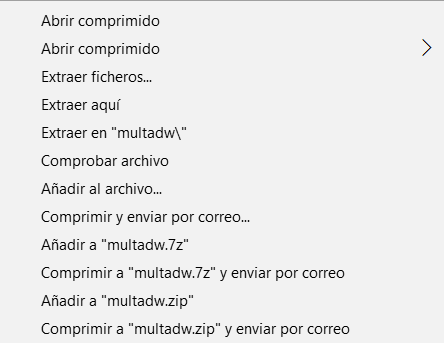 Abrir comprimido
Abrir comprimido
Extraer ficheros...
Extraer aquí
Extraer en "multadw\"
Comprobar archivo
Añadir al archivo...
Comprimir y enviar por correo...
Añadir a "multadw.7z"
Comprimir a "multadw.7z" y enviar por correo
Añadir a "multadw.zip"
Comprimir a "multadw.zip" y enviar por correo